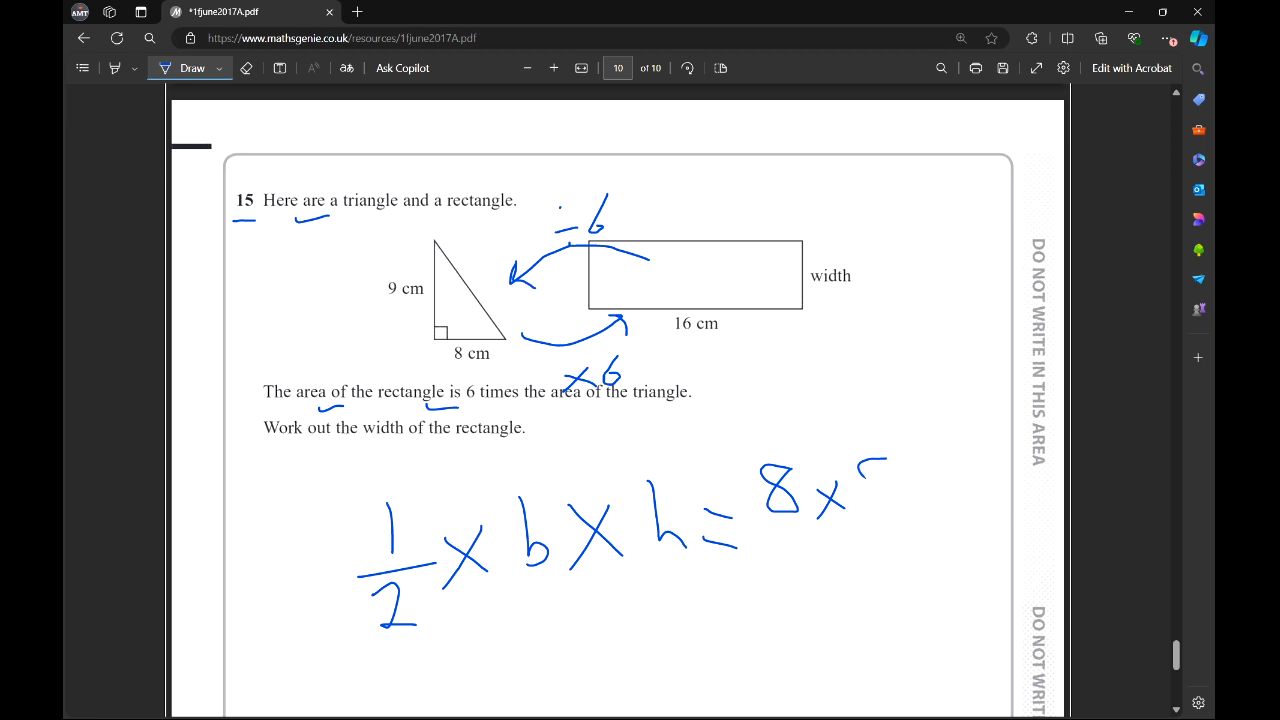 AMT
*1fjune2017A.pdf
https://www.mathsgenie.co.uk/resources/1fjune2017A.pdf
Draw
Ask Copilot
10 of 10
Edit with Acrobat
15 Here are a triangle and a rectangle.
÷6
9 cm
width
16 cm
8 cm
×6
The area of the rectangle is 6 times the area of the triangle.
Work out the width of the rectangle.
1/2 × b × h = 8 ×
DO NOT WRITE IN THIS AREA
DO NOT WRIT